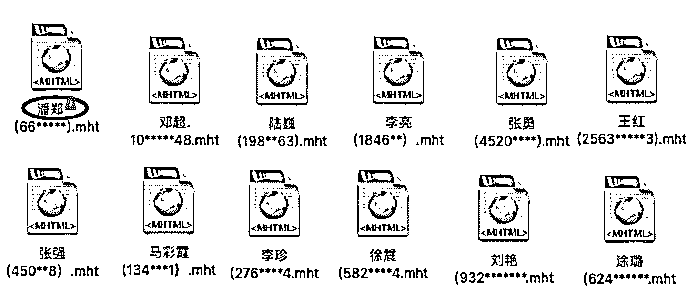 <MHTML> <MHTML> <MHTML> <MHTML> <MHTML> <MHTML>
潘郑 邓超. 陆巍 李亮 张勇 王红
(66*****).mht 10*****48.mht (198**63).mht (1846**) .mht (4520****).mht (2563*****3).mht
<MHTML> <MHTML> <MHTML> <MHTML> <MHTML> <MHTML>
张强 马彩霞 李珍 徐慧 刘艳 涂璐
(450**8) .mht (134***1) .mht (276****4.mht (582****4.mht (932*******.mht (624******.mht